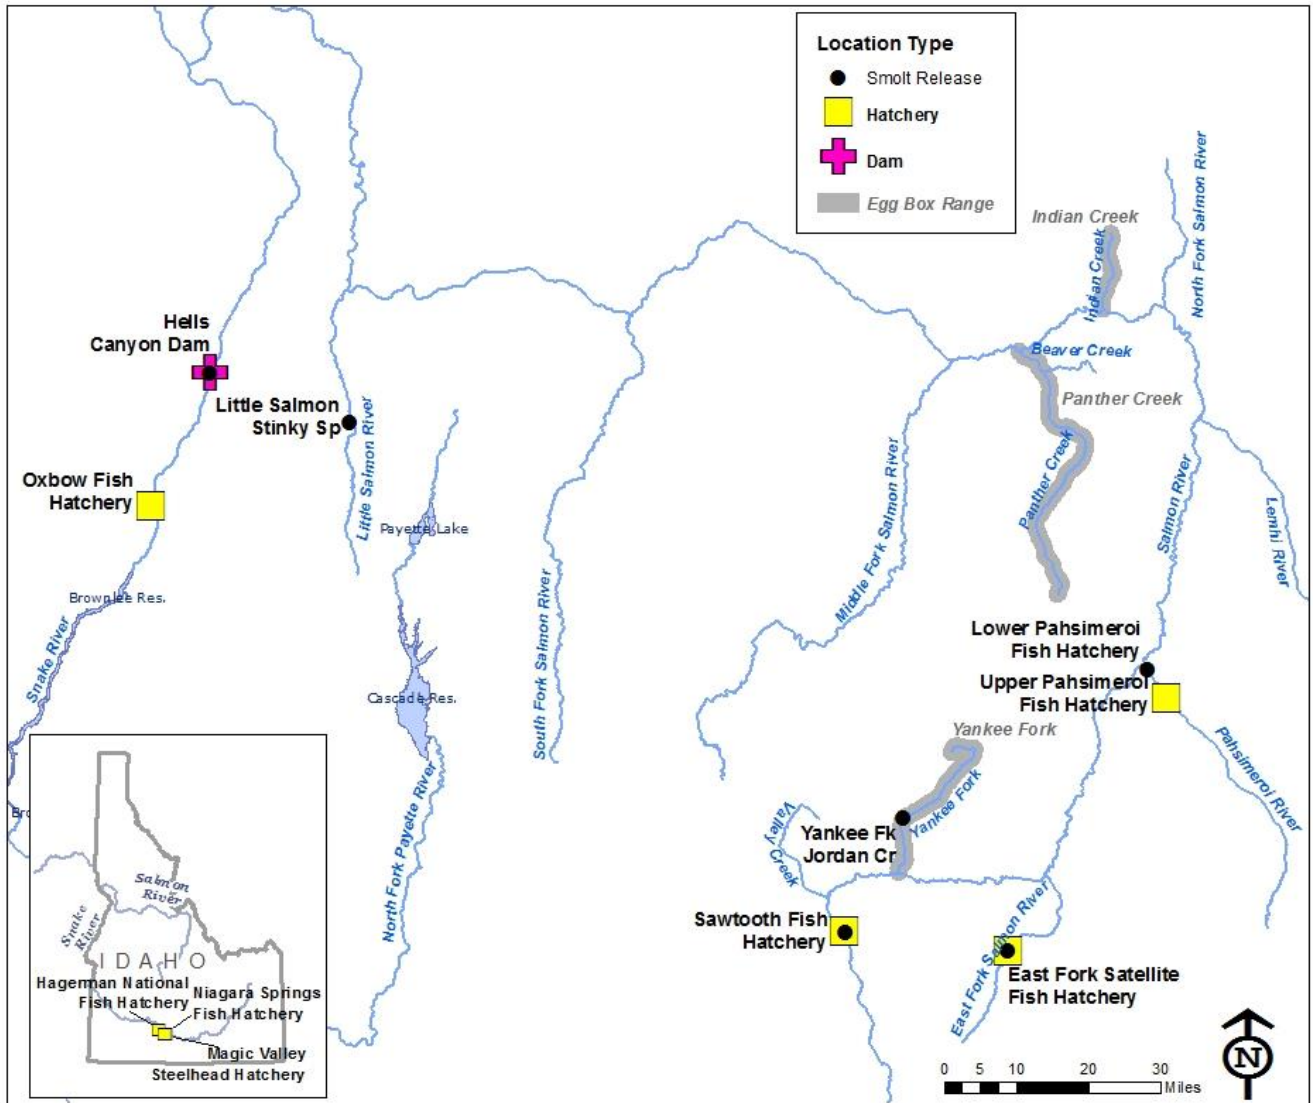 Location Type
Smolt Release
Hatchery
Dam
Egg Box Range
Indian Creek
Indian Creek
North Fork Salmon River
Hells
Canyon Dam
Beaver Creek
Panther Creek
Panther Creek
Little Salmon
Stinky Sp
Little Salmon River
Oxbow Fish
Hatchery
Payette Lake
Middle Fork Salmon River
Salmon River
Lemhi River
Brownlee Res.
Snake River
South Fork Salmon River
Lower Pahsimeroi
Fish Hatchery
Upper Pahsimeroi
Fish Hatchery
Cascade Res.
Yankee Fork
Yankee Fork
Pahsimeroi River
North Fork Payette River
Valley Creek
Yankee Fk
Jordan Cr
Sawtooth Fish
Hatchery
East Fork Salmon River
East Fork Satellite
Fish Hatchery
Salmon
River
Snake
River
IDAHO
Hagerman National
Fish Hatchery
Niagara Springs
Fish Hatchery
Magic Valley
Steelhead Hatchery
N
0 5 10 20 30
Miles